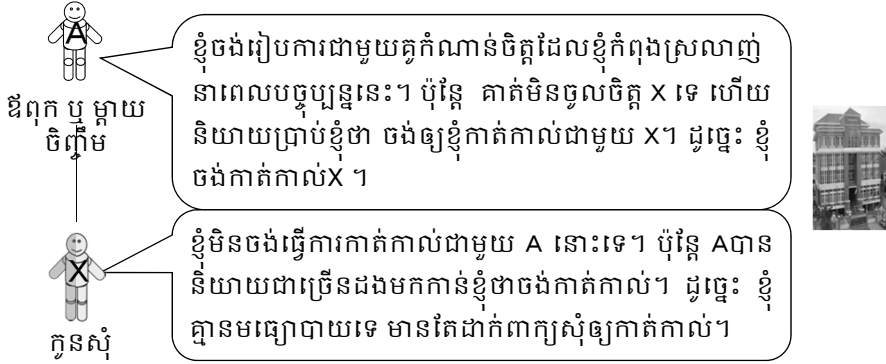 A
ឪពុក ឬ ម្តាយ
ចិញ្ចឹម
ខ្ញុំចង់រៀបការជាមួយគូកំណាន់ចិត្តដែលខ្ញុំកំពុងស្រលាញ់
នាពេលបច្ចុប្បន្ននេះ។ ប៉ុន្តែ គាត់មិនចូលចិត្ត X ទេ ហើយ
និយាយប្រាប់ខ្ញុំថា ចង់ឲ្យខ្ញុំកាត់កាល់ជាមួយ X។ ដូច្នេះ ខ្ញុំ
ចង់កាត់កាល់X ។
X
កូនសុំ
ខ្ញុំមិនចង់ធ្វើការកាត់កាល់ជាមួយ A នោះទេ។ ប៉ុន្តែ Aបាន
និយាយជាច្រើនដងមកកាន់ខ្ញុំថាចង់កាត់កាល់។ ដូច្នេះ ខ្ញុំ
គ្មានមធ្យោបាយទេ មានតែដាក់ពាក្យសុំឲ្យកាត់កាល់។